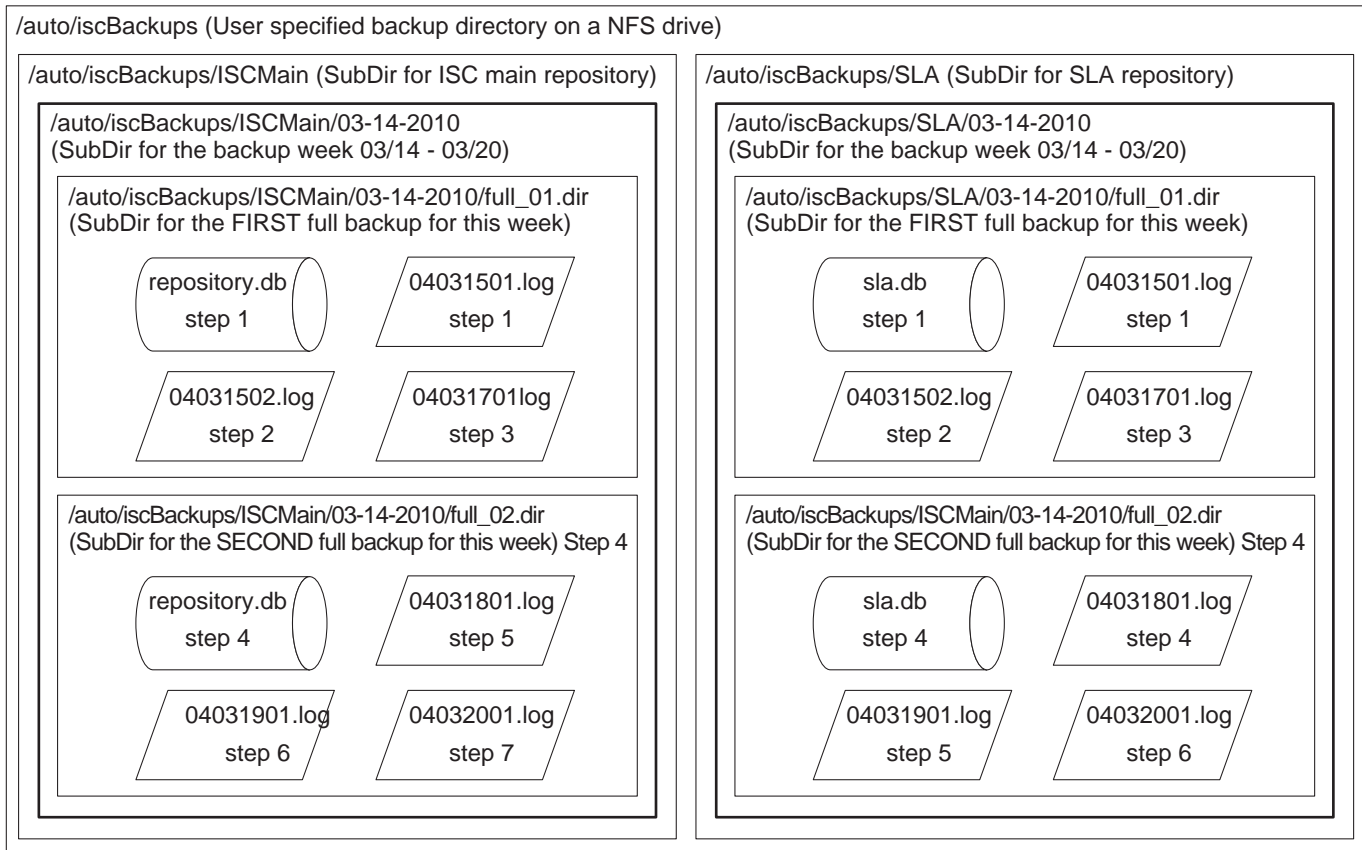 /auto/iscBackups (User specified backup directory on a NFS drive)
/auto/iscBackups/ISCMain (SubDir for ISC main repository)
/auto/iscBackups/ISCMain/03-14-2010
(SubDir for the backup week 03/14 - 03/20)
/auto/iscBackups/ISCMain/03-14-2010/full_01.dir
(SubDir for the FIRST full backup for this week)
repository.db
step 1
04031501.log
step 1
04031502.log
step 2
04031701log
step 3
/auto/iscBackups/ISCMain/03-14-2010/full_02.dir
(SubDir for the SECOND full backup for this week) Step 4
repository.db
step 4
04031801.log
step 5
04031901.log
step 6
04032001.log
step 7
/auto/iscBackups/SLA (SubDir for SLA repository)
/auto/iscBackups/SLA/03-14-2010
(SubDir for the backup week 03/14 - 03/20)
/auto/iscBackups/SLA/03-14-2010/full_01.dir
(SubDir for the FIRST full backup for this week)
sla.db
step 1
04031501.log
step 1
04031502.log
step 2
04031701.log
step 3
/auto/iscBackups/ISCMain/03-14-2010/full_02.dir
(SubDir for the SECOND full backup for this week) Step 4
sla.db
step 4
04031801.log
step 4
04031901.log
step 5
04032001.log
step 6